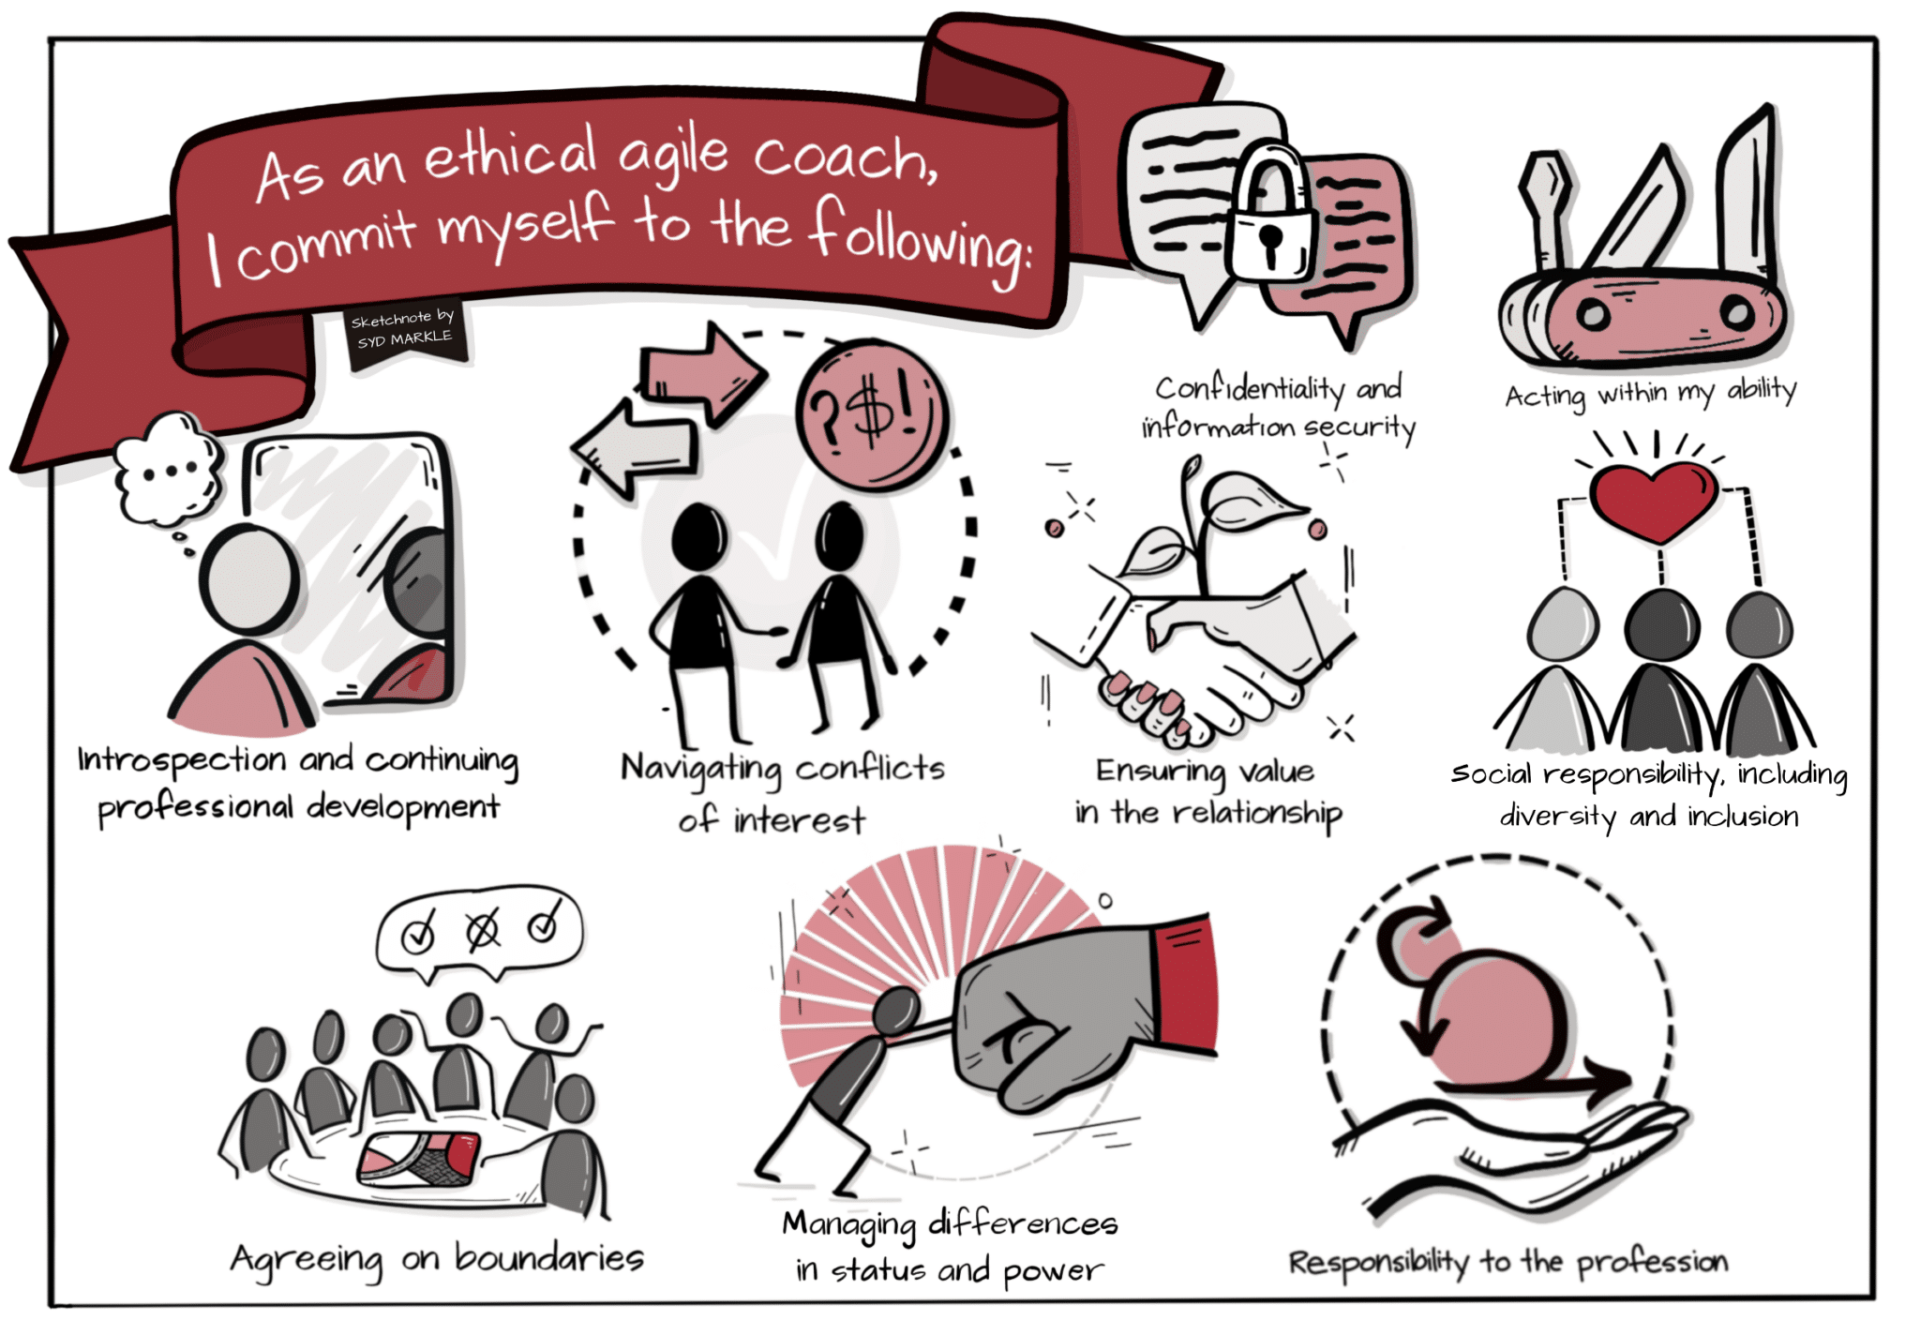 As an ethical agile coach,
I commit myself to the following:
Sketchnote by
SYD MARKLE
Confidentiality and
information security
Acting within my ability
?$!
Introspection and continuing
professional development
Navigating conflicts
of interest
Ensuring value
in the relationship
Social responsibility, including
diversity and inclusion
Agreeing on boundaries
Managing differences
in status and power
Responsibility to the profession